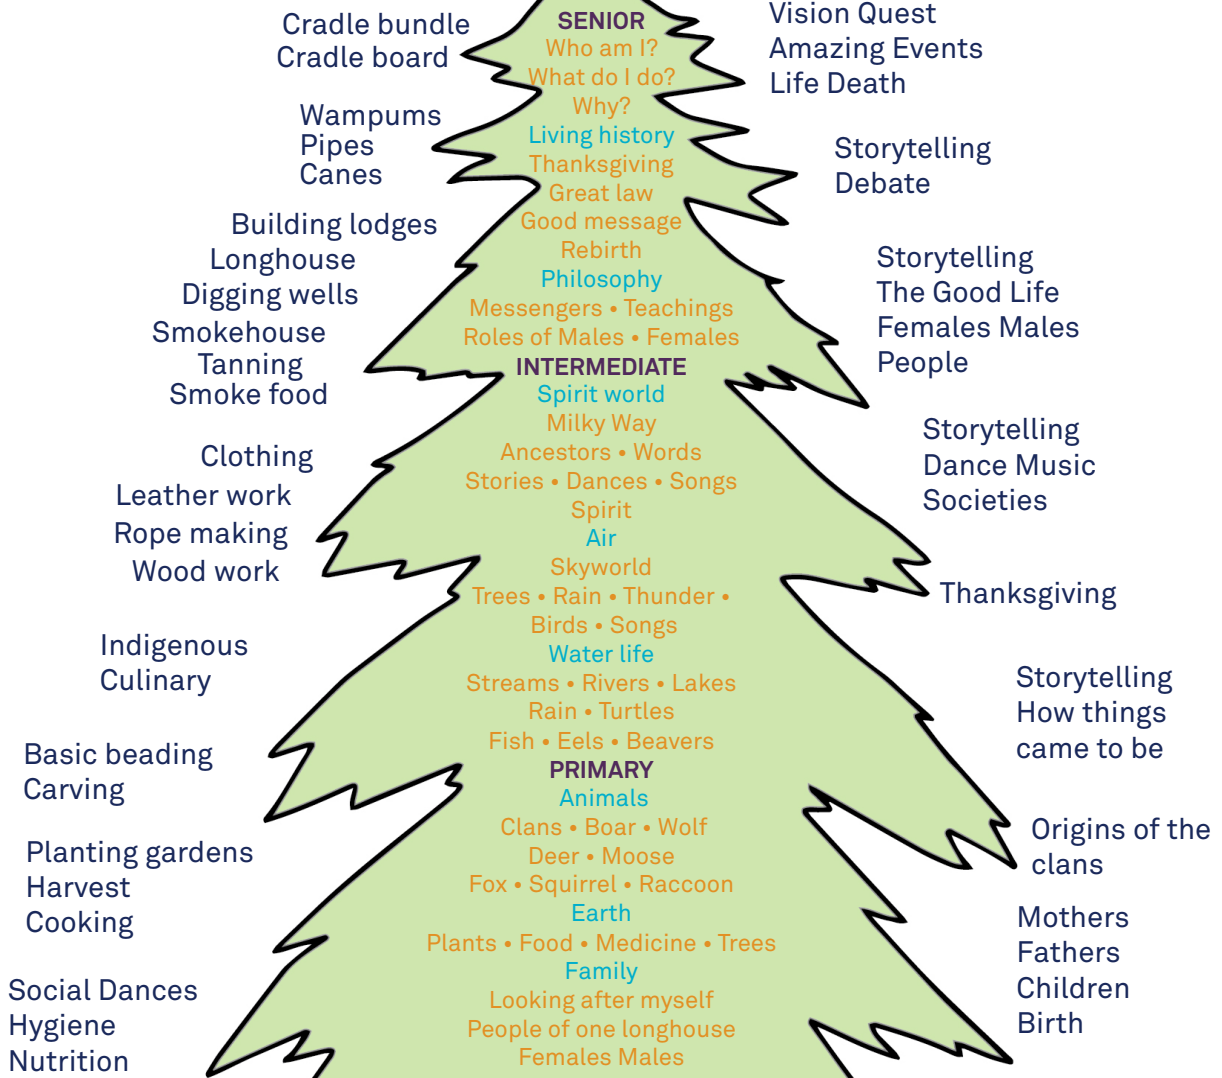 Cradle bundle
Cradle board
Wampums
Pipes
Canes
Building lodges
Longhouse
Digging wells
Smokehouse
Tanning
Smoke food
Clothing
Leather work
Rope making
Wood work
Indigenous
Culinary
Basic beading
Carving
Planting gardens
Harvest
Cooking
Social Dances
Hygiene
Nutrition
SENIOR
Who am I?
What do I do?
Why?
Living history
Thanksgiving
Great law
Good message
Rebirth
Philosophy
Messengers • Teachings
Roles of Males • Females
INTERMEDIATE
Spirit world
Milky Way
Ancestors • Words
Stories • Dances • Songs
Spirit
Air
Skyworld
Trees • Rain • Thunder •
Birds • Songs
Water life
Streams • Rivers • Lakes
Rain • Turtles
Fish • Eels • Beavers
PRIMARY
Animals
Clans • Boar • Wolf
Deer • Moose
Fox • Squirrel • Raccoon
Earth
Plants • Food • Medicine • Trees
Family
Looking after myself
People of one longhouse
Females Males
Vision Quest
Amazing Events
Life Death
Storytelling
Debate
Storytelling
The Good Life
Females Males
People
Storytelling
Dance Music
Societies
Thanksgiving
Storytelling
How things
came to be
Origins of the
clans
Mothers
Fathers
Children
Birth